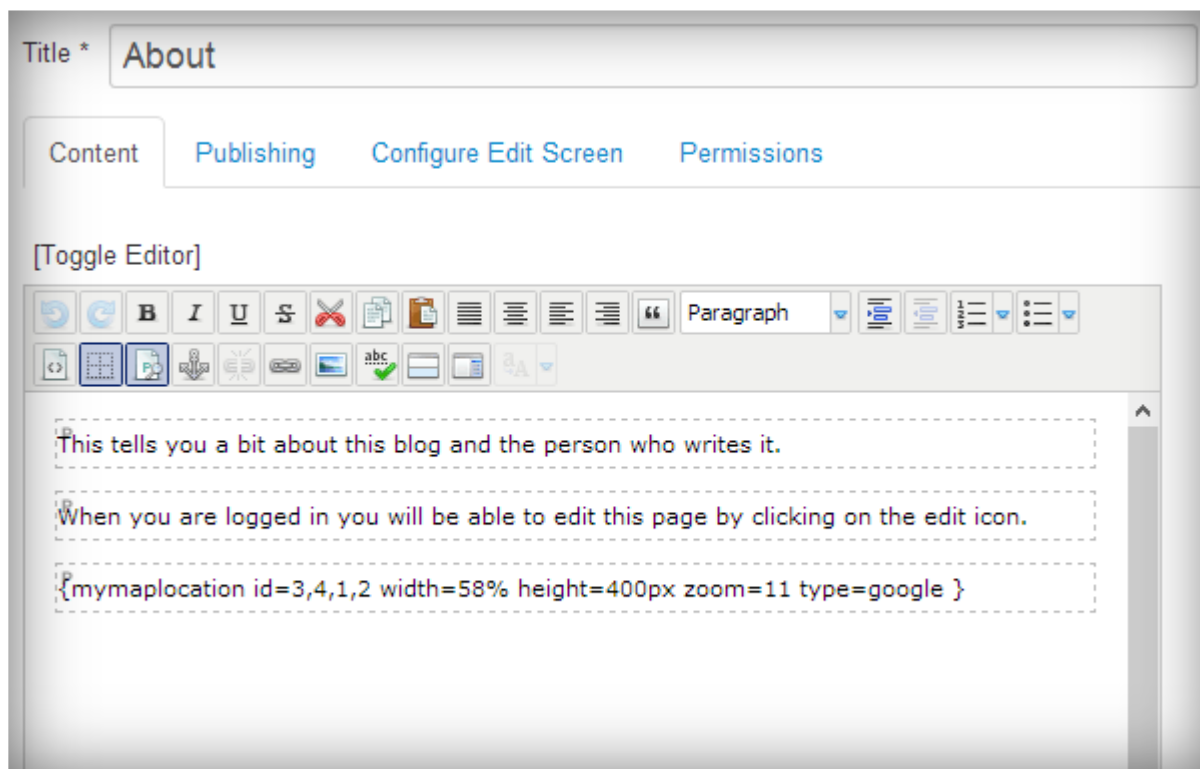 Title * About
Content Publishing Configure Edit Screen Permissions
[Toggle Editor]
B I U S Paragraph
abc
P
This tells you a bit about this blog and the person who writes it.
P
When you are logged in you will be able to edit this page by clicking on the edit icon.
P
{mymaplocation id=3,4,1,2 width=58% height=400px zoom=11 type=google }